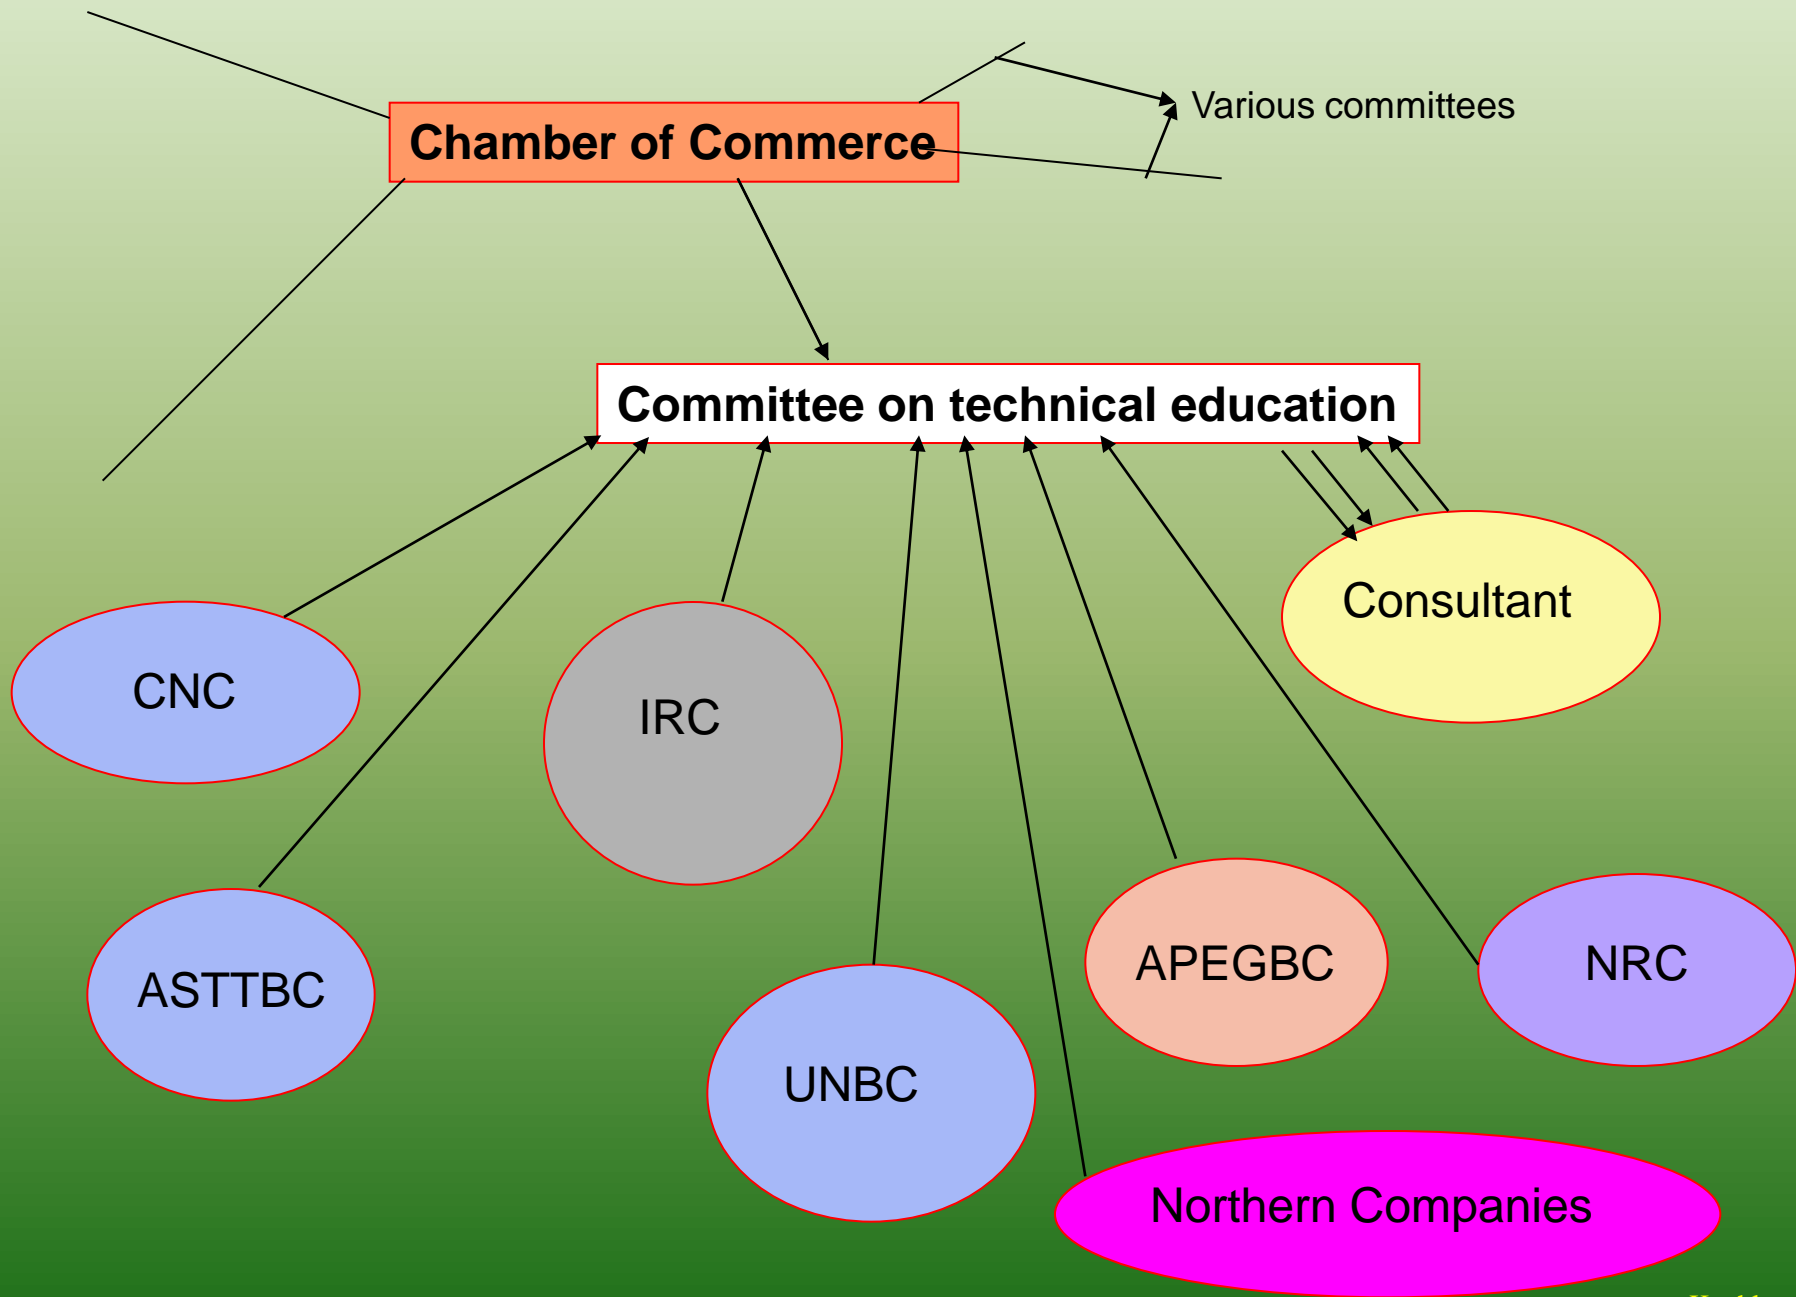 Various committees
Chamber of Commerce
Committee on technical education
Consultant
CNC
IRC
APEGBC
NRC
ASTTBC
UNBC
Northern Companies